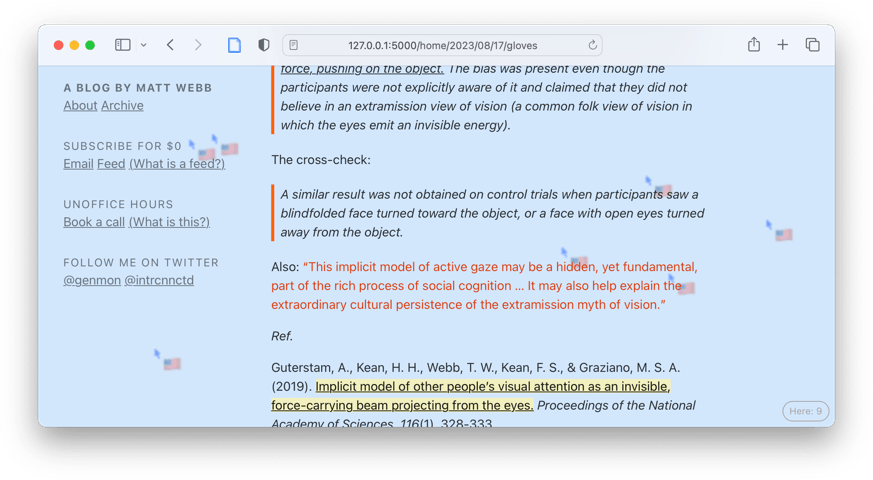 127.0.0.1:5000/home/2023/08/17/gloves
A BLOG BY MATT WEBB
About Archive
SUBSCRIBE FOR $0
Email Feed (What is a feed?)
UNOFFICE HOURS
Book a call (What is this?)
FOLLOW ME ON TWITTER
@genmon @intrcnnctd
force, pushing on the object. The bias was present even though the
participants were not explicitly aware of it and claimed that they did not
believe in an extramission view of vision (a common folk view of vision in
which the eyes emit an invisible energy).
The cross-check:
A similar result was not obtained on control trials when participants saw a
blindfolded face turned toward the object, or a face with open eyes turned
away from the object.
Also: “This implicit model of active gaze may be a hidden, yet fundamental,
part of the rich process of social cognition ... It may also help explain the
extraordinary cultural persistence of the extramission myth of vision.”
Ref.
Guterstam, A., Kean, H. H., Webb, T. W., Kean, F. S., & Graziano, M. S. A.
(2019). Implicit model of other people’s visual attention as an invisible,
force-carrying beam projecting from the eyes. Proceedings of the National
Academy of Sciences, 116(1), 328-333.
Here: 9